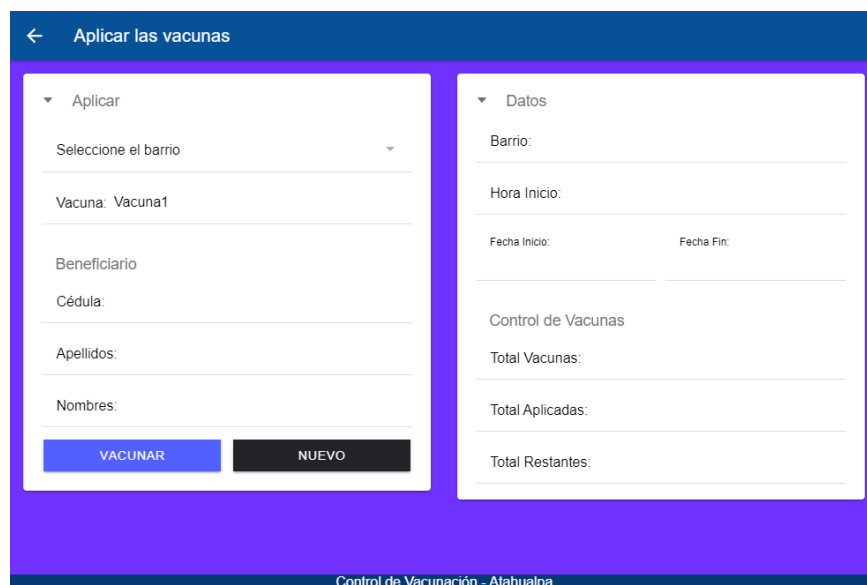 Aplicar las vacunas
Aplicar
Seleccione el barrio
Vacuna: Vacuna1
Beneficiario
Cédula:
Apellidos:
Nombres:
VACUNAR NUEVO
Datos
Barrio:
Hora Inicio:
Fecha Inicio: Fecha Fin:
Control de Vacunas
Total Vacunas:
Total Aplicadas:
Total Restantes:
Control de Vacunación - Atahualpa